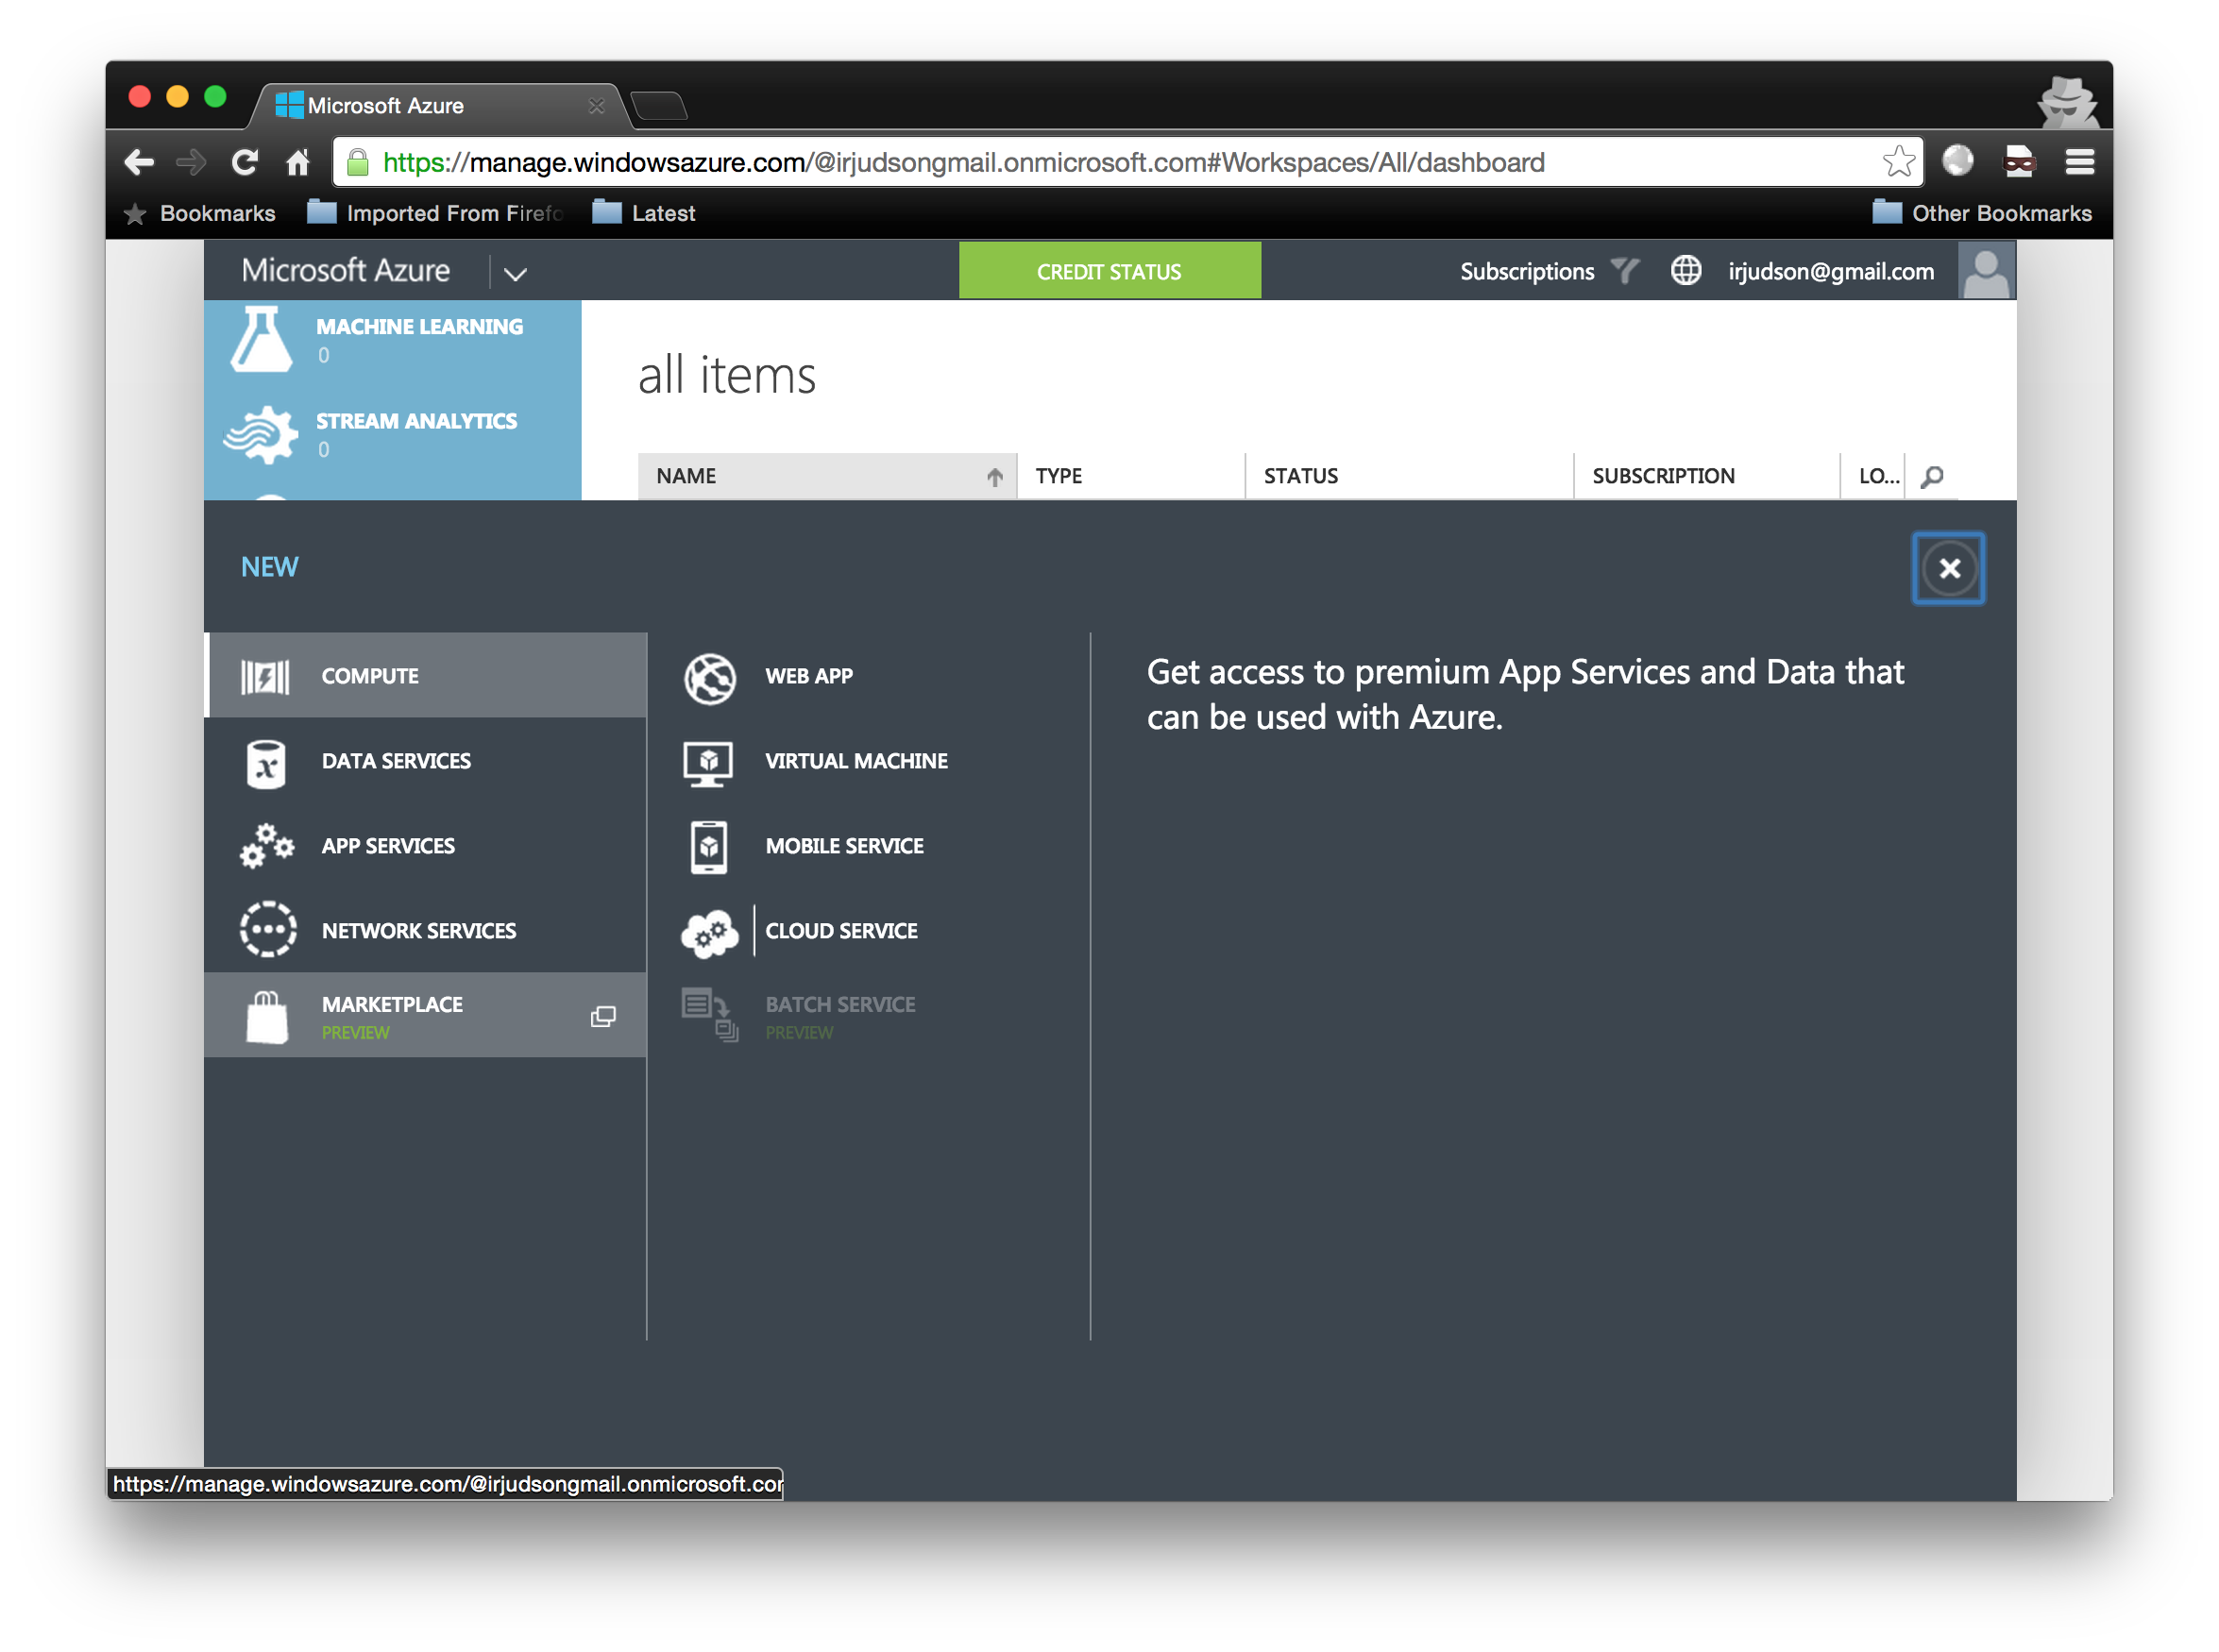 Microsoft Azure
https://manage.windowsazure.com/@irjudsongmail.onmicrosoft.com#Workspaces/All/dashboard
Bookmarks Imported From Firefo Latest Other Bookmarks
Microsoft Azure CREDIT STATUS Subscriptions irjudson@gmail.com
MACHINE LEARNING
0
STREAM ANALYTICS
0
all items
NAME TYPE STATUS SUBSCRIPTION LO...
NEW
COMPUTE
DATA SERVICES
APP SERVICES
NETWORK SERVICES
MARKETPLACE
PREVIEW
WEB APP
VIRTUAL MACHINE
MOBILE SERVICE
CLOUD SERVICE
BATCH SERVICE
PREVIEW
Get access to premium App Services and Data that
can be used with Azure.
https://manage.windowsazure.com/@irjudsongmail.onmicrosoft.cor